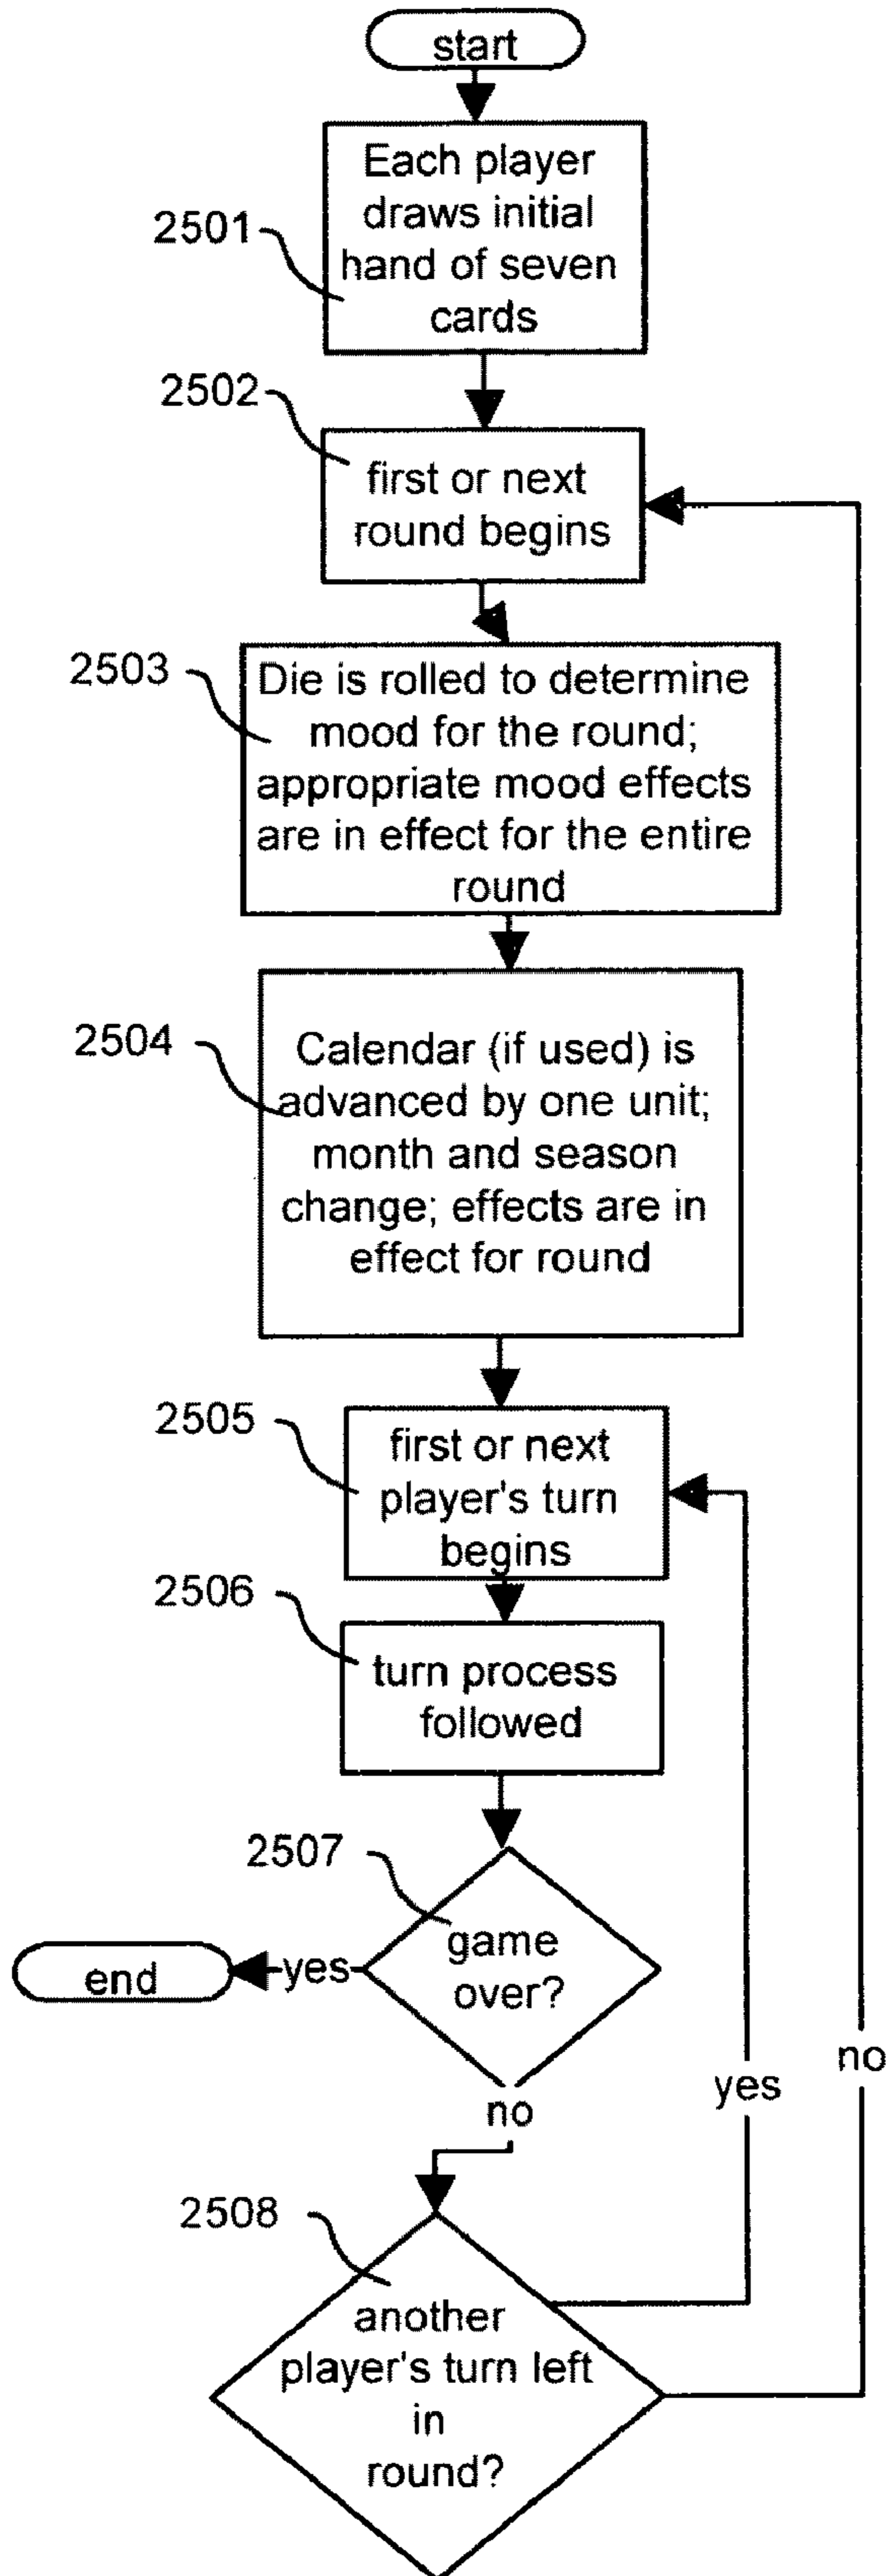 start
Each player
draws initial
hand of seven
cards
2501
2502
first or next
round begins
2503
Die is rolled to determine
mood for the round;
appropriate mood effects
are in effect for the entire
round
2504
Calendar (if used) is
advanced by one unit;
month and season
change; effects are in
effect for round
2505
first or next
player's turn
begins
2506
turn process
followed
2507
game
over?
yes
end
no
yes
no
2508
another
player's turn left
in
round?